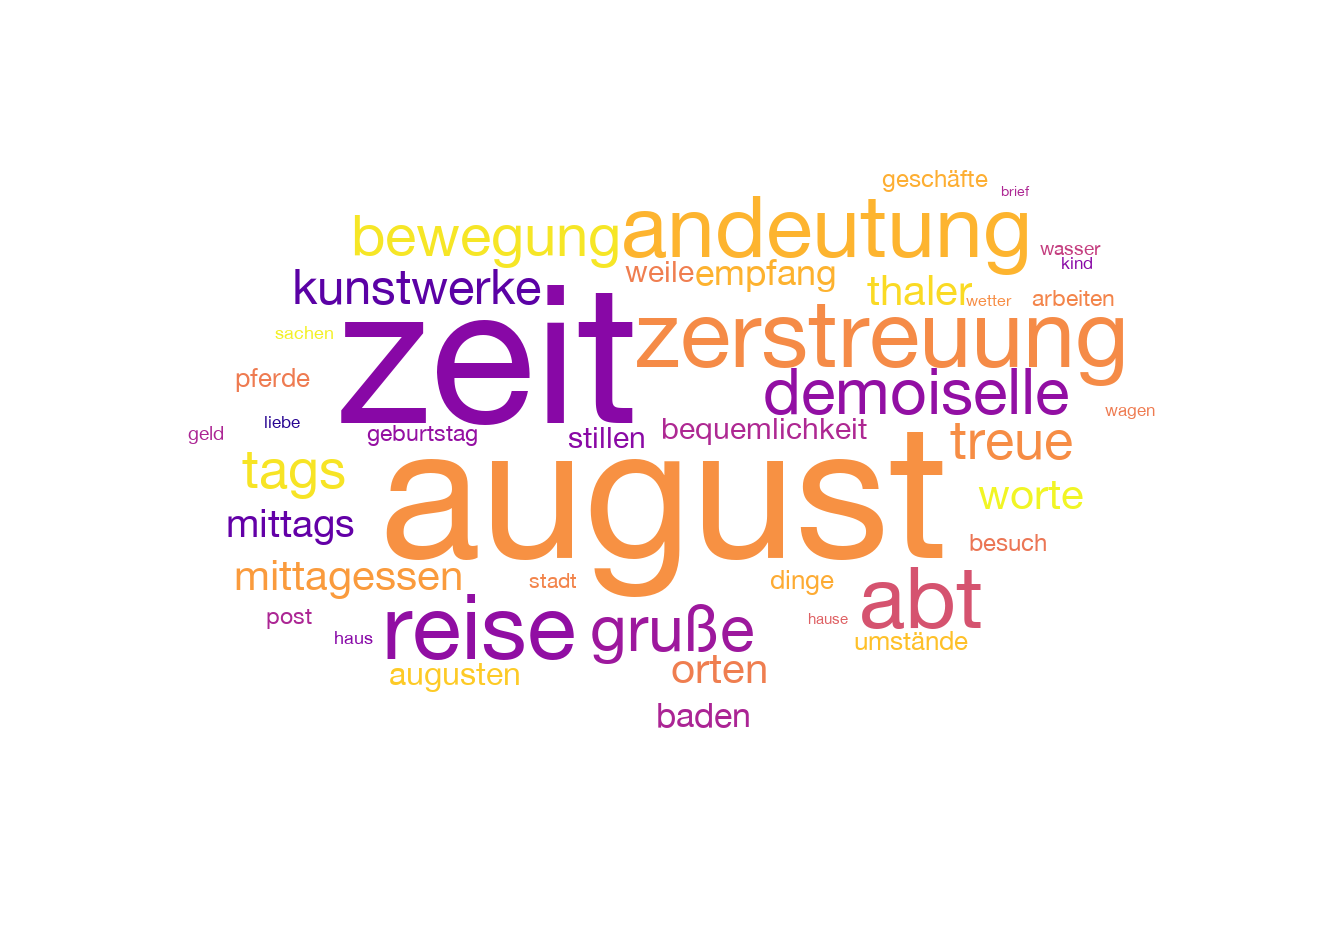 geschäfte
brief
bewegung andeutung
wasser
kind
kunstwerke weile empfang thaler wetter arbeiten
sachen zeit zerstreuung
pferde demoiselle
wagen
geld liebe geburtstag stillen bequemlichkeit treue
tags august worte
mittags besuch
mittagessen stadt dinge abt
post reise gruße hause
haus umstände
augusten orten
baden